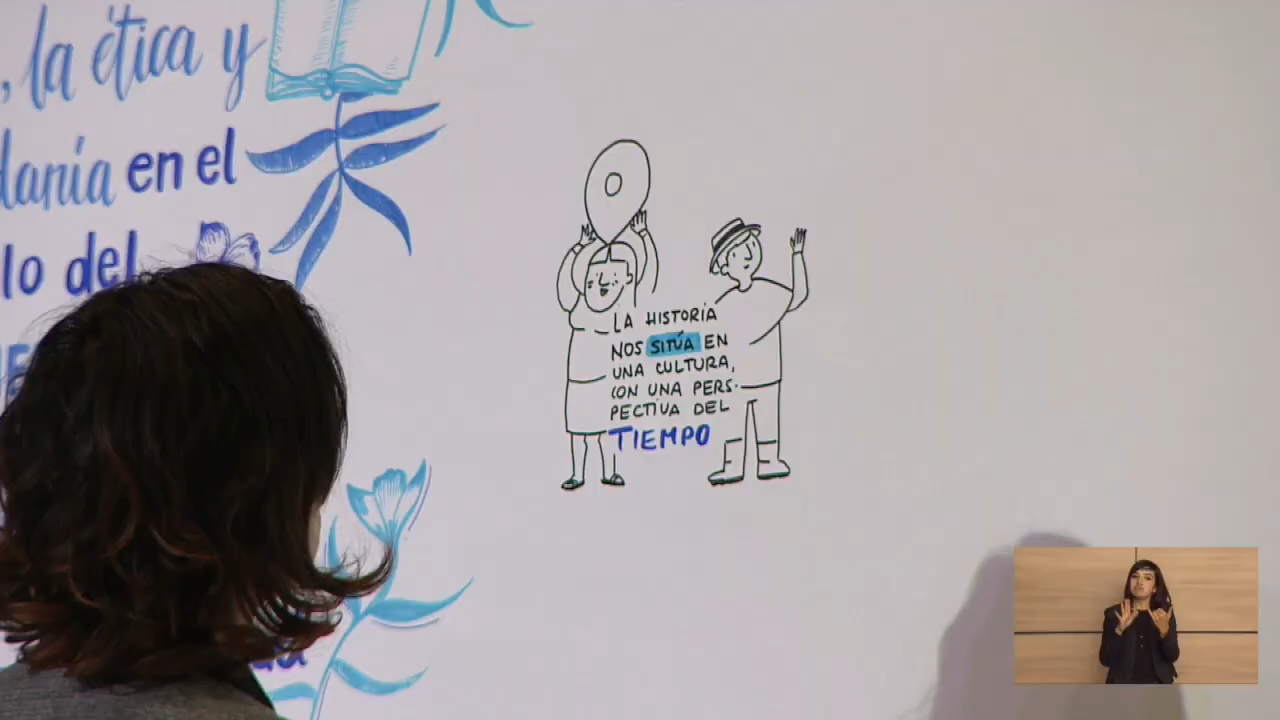 , la ética y
danía en el
lo del
LA HISTORIA
NOS SITÚA EN
UNA CULTURA,
CON UNA PERS-
PECTIVA DEL
TIEMPO